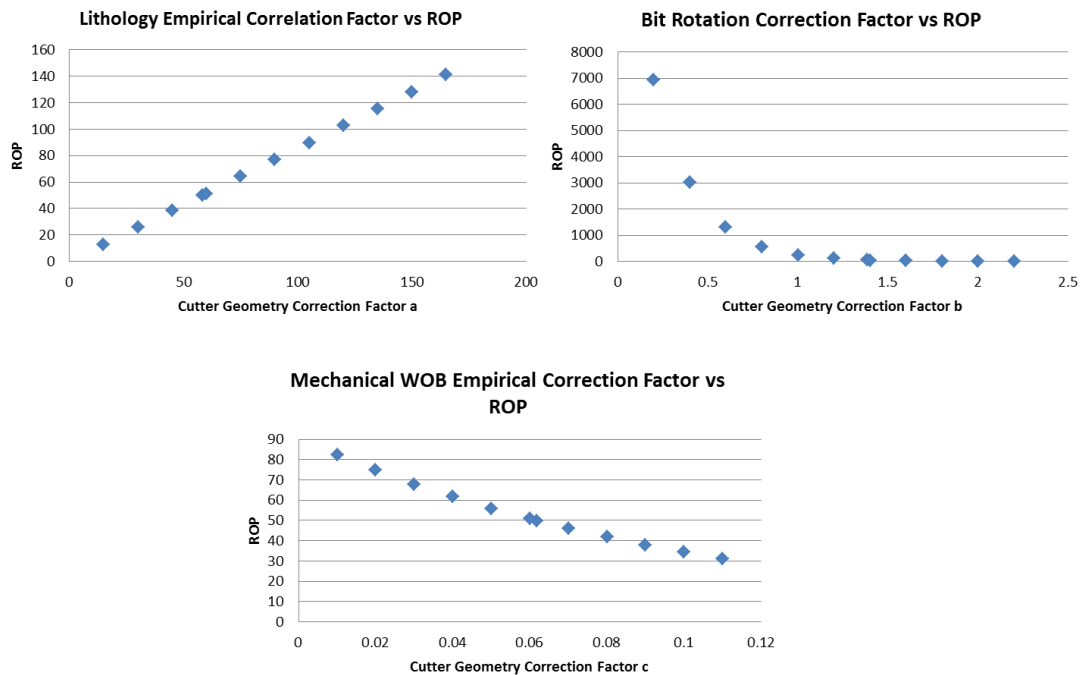 Lithology Empirical Correlation Factor vs ROP
160
140
120
100
80
60
40
20
0
ROP
0 50 100 150 200
Cutter Geometry Correction Factor a
Bit Rotation Correction Factor vs ROP
8000
7000
6000
5000
4000
3000
2000
1000
0
ROP
0 0.5 1 1.5 2 2.5
Cutter Geometry Correction Factor b
Mechanical WOB Empirical Correction Factor vs
ROP
90
80
70
60
50
40
30
20
10
0
ROP
0 0.02 0.04 0.06 0.08 0.1 0.12
Cutter Geometry Correction Factor c